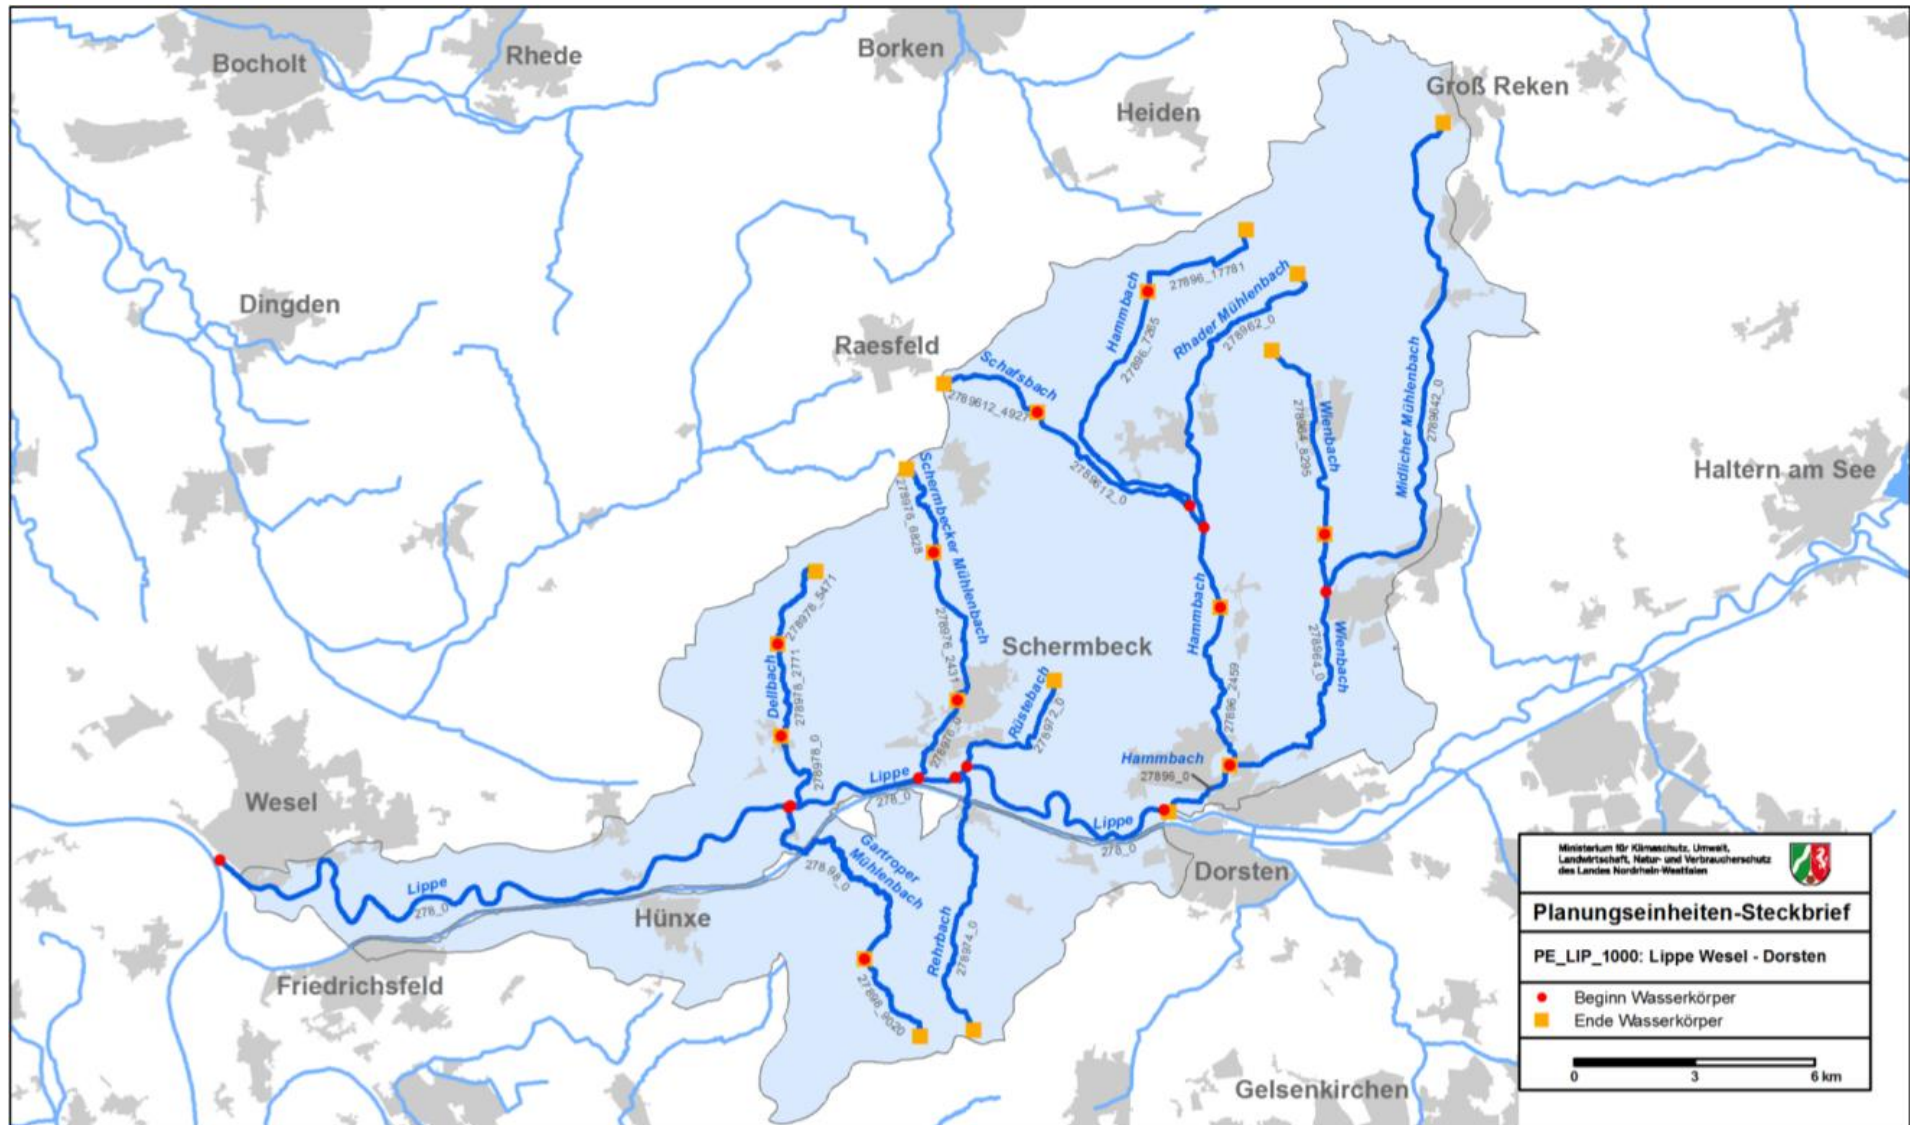 Bocholt
Rhede
Borken
Heiden
Groß Reken
Dingden
Raesfeld
Haltern am See
Schermbeck
Wesel
Hünxe
Friedrichsfeld
Dorsten
Gelsenkirchen
Hammbach
27896_17781
27896_7265
Rhader Mühlenbach
278962_0
Schafsbach
2789612_4927
2789612_0
Wienbach
278964_8295
Midlicher Mühlenbach
2789642_0
Schermbecker Mühlenbach
278976_6828
278976_2431
278976_0
Dellbach
278978_5471
278978_2771
278978_0
Hammbach
27896_2459
Wienbach
278964_0
Rüstebach
278972_0
Hammbach
27896_0
Lippe
278_0
Lippe
278_0
Lippe
278_0
Gartroper
Mühlenbach
27898_0
27898_9020
Rehrbach
278974_0
Ministerium für Klimaschutz, Umwelt,
Landwirtschaft, Natur- und Verbraucherschutz
des Landes Nordrhein-Westfalen
Planungseinheiten-Steckbrief
PE_LIP_1000: Lippe Wesel - Dorsten
Beginn Wasserkörper
Ende Wasserkörper
0 3 6 km